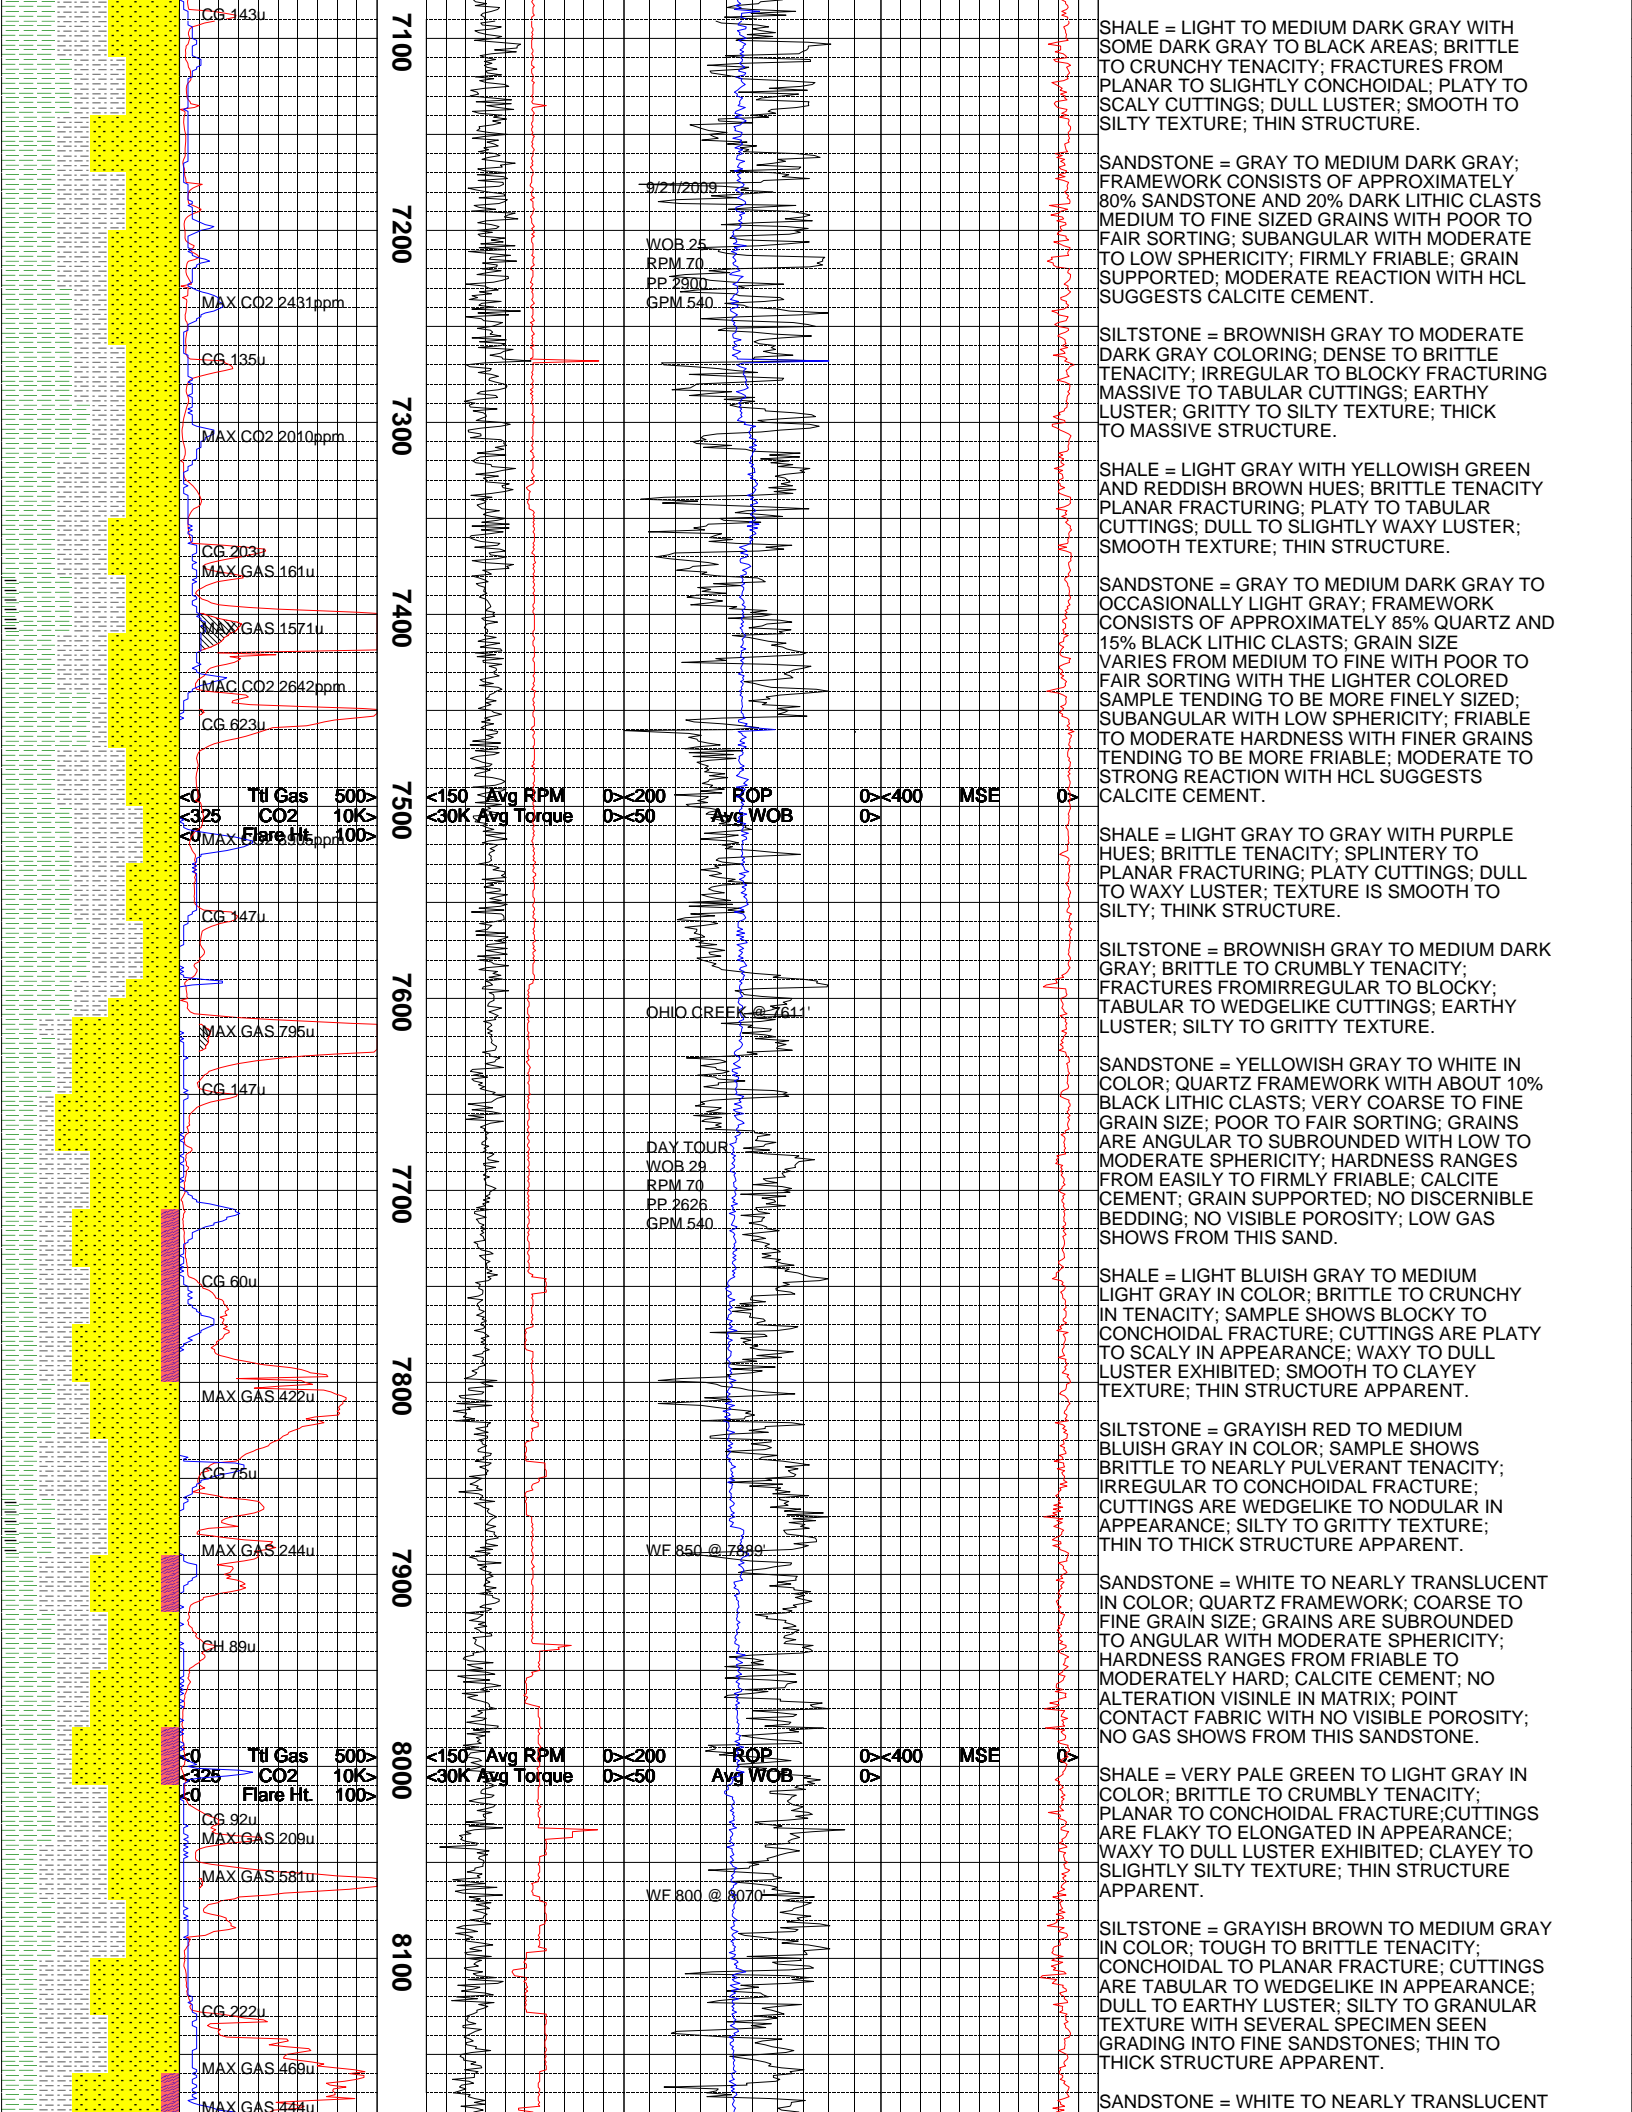 CG 143u
MAX CO2 2431ppm
CG 135u
MAX CO2 2010ppm
CG 203u
MAX GAS 161u
MAX GAS 1571u
MAC CO2 2642ppm
CG 623u
<0 Ttl Gas 500>
<325 CO2 10K>
<0 Flare Ht. 100>
MAX CO2
CG 147u
MAX GAS 795u
CG 147u
CG 60u
MAX GAS 422u
CG 75u
MAX GAS 244u
CH 89u
<0 Ttl Gas 500>
<325 CO2 10K>
<0 Flare Ht. 100>
CG 92u
MAX GAS 209u
MAX GAS 581u
CG 222u
MAX GAS 469u
MAX GAS 444u
7100
7200
7300
7400
7500
7600
7700
7800
7900
8000
8100
<150 Avg RPM 0>
<30K Avg Torque 0>
<150 Avg RPM 0>
<30K Avg Torque 0>
9/21/2009
WOB 25
RPM 70
PP 2900
GPM 540
<200 ROP 0>
<50 Avg WOB 0>
OHIO CREEK @ 7611'
DAY TOUR
WOB 29
RPM 70
PP 2626
GPM 540
WF 850 @ 7889'
<200 ROP 0>
<50 Avg WOB 0>
WF 800 @ 8070'
<400 MSE 0>
<400 MSE 0>
SHALE = LIGHT TO MEDIUM DARK GRAY WITH
SOME DARK GRAY TO BLACK AREAS; BRITTLE
TO CRUNCHY TENACITY; FRACTURES FROM
PLANAR TO SLIGHTLY CONCHOIDAL; PLATY TO
SCALY CUTTINGS; DULL LUSTER; SMOOTH TO
SILTY TEXTURE; THIN STRUCTURE.
SANDSTONE = GRAY TO MEDIUM DARK GRAY;
FRAMEWORK CONSISTS OF APPROXIMATELY
80% SANDSTONE AND 20% DARK LITHIC CLASTS
MEDIUM TO FINE SIZED GRAINS WITH POOR TO
FAIR SORTING; SUBANGULAR WITH MODERATE
TO LOW SPHERICITY; FIRMLY FRIABLE; GRAIN
SUPPORTED; MODERATE REACTION WITH HCL
SUGGESTS CALCITE CEMENT.
SILTSTONE = BROWNISH GRAY TO MODERATE
DARK GRAY COLORING; DENSE TO BRITTLE
TENACITY; IRREGULAR TO BLOCKY FRACTURING
MASSIVE TO TABULAR CUTTINGS; EARTHY
LUSTER; GRITTY TO SILTY TEXTURE; THICK
TO MASSIVE STRUCTURE.
SHALE = LIGHT GRAY WITH YELLOWISH GREEN
AND REDDISH BROWN HUES; BRITTLE TENACITY
PLANAR FRACTURING; PLATY TO TABULAR
CUTTINGS; DULL TO SLIGHTLY WAXY LUSTER;
SMOOTH TEXTURE; THIN STRUCTURE.
SANDSTONE = GRAY TO MEDIUM DARK GRAY TO
OCCASIONALLY LIGHT GRAY; FRAMEWORK
CONSISTS OF APPROXIMATELY 85% QUARTZ AND
15% BLACK LITHIC CLASTS; GRAIN SIZE
VARIES FROM MEDIUM TO FINE WITH POOR TO
FAIR SORTING WITH THE LIGHTER COLORED
SAMPLE TENDING TO BE MORE FINELY SIZED;
SUBANGULAR WITH LOW SPHERICITY; FRIABLE
TO MODERATE HARDNESS WITH FINER GRAINS
TENDING TO BE MORE FRIABLE; MODERATE TO
STRONG REACTION WITH HCL SUGGESTS
CALCITE CEMENT.
SHALE = LIGHT GRAY TO GRAY WITH PURPLE
HUES; BRITTLE TENACITY; SPLINTERY TO
PLANAR FRACTURING; PLATY CUTTINGS; DULL
TO WAXY LUSTER; TEXTURE IS SMOOTH TO
SILTY; THINK STRUCTURE.
SILTSTONE = BROWNISH GRAY TO MEDIUM DARK
GRAY; BRITTLE TO CRUMBLY TENACITY;
FRACTURES FROMIRREGULAR TO BLOCKY;
TABULAR TO WEDGELIKE CUTTINGS; EARTHY
LUSTER; SILTY TO GRITTY TEXTURE.
SANDSTONE = YELLOWISH GRAY TO WHITE IN
COLOR; QUARTZ FRAMEWORK WITH ABOUT 10%
BLACK LITHIC CLASTS; VERY COARSE TO FINE
GRAIN SIZE; POOR TO FAIR SORTING; GRAINS
ARE ANGULAR TO SUBROUNDED WITH LOW TO
MODERATE SPHERICITY; HARDNESS RANGES
FROM EASILY TO FIRMLY FRIABLE; CALCITE
CEMENT; GRAIN SUPPORTED; NO DISCERNIBLE
BEDDING; NO VISIBLE POROSITY; LOW GAS
SHOWS FROM THIS SAND.
SHALE = LIGHT BLUISH GRAY TO MEDIUM
LIGHT GRAY IN COLOR; BRITTLE TO CRUNCHY
IN TENACITY; SAMPLE SHOWS BLOCKY TO
CONCHOIDAL FRACTURE; CUTTINGS ARE PLATY
TO SCALY IN APPEARANCE; WAXY TO DULL
LUSTER EXHIBITED; SMOOTH TO CLAYEY
TEXTURE; THIN STRUCTURE APPARENT.
SILTSTONE = GRAYISH RED TO MEDIUM
BLUISH GRAY IN COLOR; SAMPLE SHOWS
BRITTLE TO NEARLY PULVERANT TENACITY;
IRREGULAR TO CONCHOIDAL FRACTURE;
CUTTINGS ARE WEDGELIKE TO NODULAR IN
APPEARANCE; SILTY TO GRITTY TEXTURE;
THIN TO THICK STRUCTURE APPARENT.
SANDSTONE = WHITE TO NEARLY TRANSLUCENT
IN COLOR; QUARTZ FRAMEWORK; COARSE TO
FINE GRAIN SIZE; GRAINS ARE SUBROUNDED
TO ANGULAR WITH MODERATE SPHERICITY;
HARDNESS RANGES FROM FRIABLE TO
MODERATELY HARD; CALCITE CEMENT; NO
ALTERATION VISINLE IN MATRIX; POINT
CONTACT FABRIC WITH NO VISIBLE POROSITY;
NO GAS SHOWS FROM THIS SANDSTONE.
SHALE = VERY PALE GREEN TO LIGHT GRAY IN
COLOR; BRITTLE TO CRUMBLY TENACITY;
PLANAR TO CONCHOIDAL FRACTURE;CUTTINGS
ARE FLAKY TO ELONGATED IN APPEARANCE;
WAXY TO DULL LUSTER EXHIBITED; CLAYEY TO
SLIGHTLY SILTY TEXTURE; THIN STRUCTURE
APPARENT.
SILTSTONE = GRAYISH BROWN TO MEDIUM GRAY
IN COLOR; TOUGH TO BRITTLE TENACITY;
CONCHOIDAL TO PLANAR FRACTURE; CUTTINGS
ARE TABULAR TO WEDGELIKE IN APPEARANCE;
DULL TO EARTHY LUSTER; SILTY TO GRANULAR
TEXTURE WITH SEVERAL SPECIMEN SEEN
GRADING INTO FINE SANDSTONES; THIN TO
THICK STRUCTURE APPARENT.
SANDSTONE = WHITE TO NEARLY TRANSLUCENT